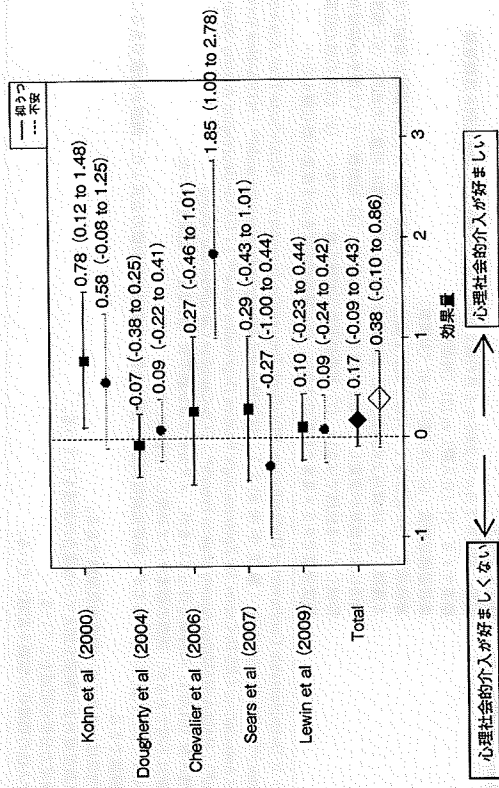 抑うつ
不安
Kohn et al (2000)
0.78 (0.12 to 1.48)
0.58 (-0.08 to 1.25)
Dougherty et al (2004)
-0.07 (-0.38 to 0.25)
0.09 (-0.22 to 0.41)
Chevalier et al (2006)
0.27 (-0.46 to 1.01)
1.85 (1.00 to 2.78)
Sears et al (2007)
0.29 (-0.43 to 1.01)
-0.27 (-1.00 to 0.44)
Lewin et al (2009)
0.10 (-0.23 to 0.44)
0.09 (-0.24 to 0.42)
Total
0.17 (-0.09 to 0.43)
0.38 (-0.10 to 0.86)
-1 0 1 2 3
効果量
心理社会的介入が好ましくない
心理社会的介入が好ましい